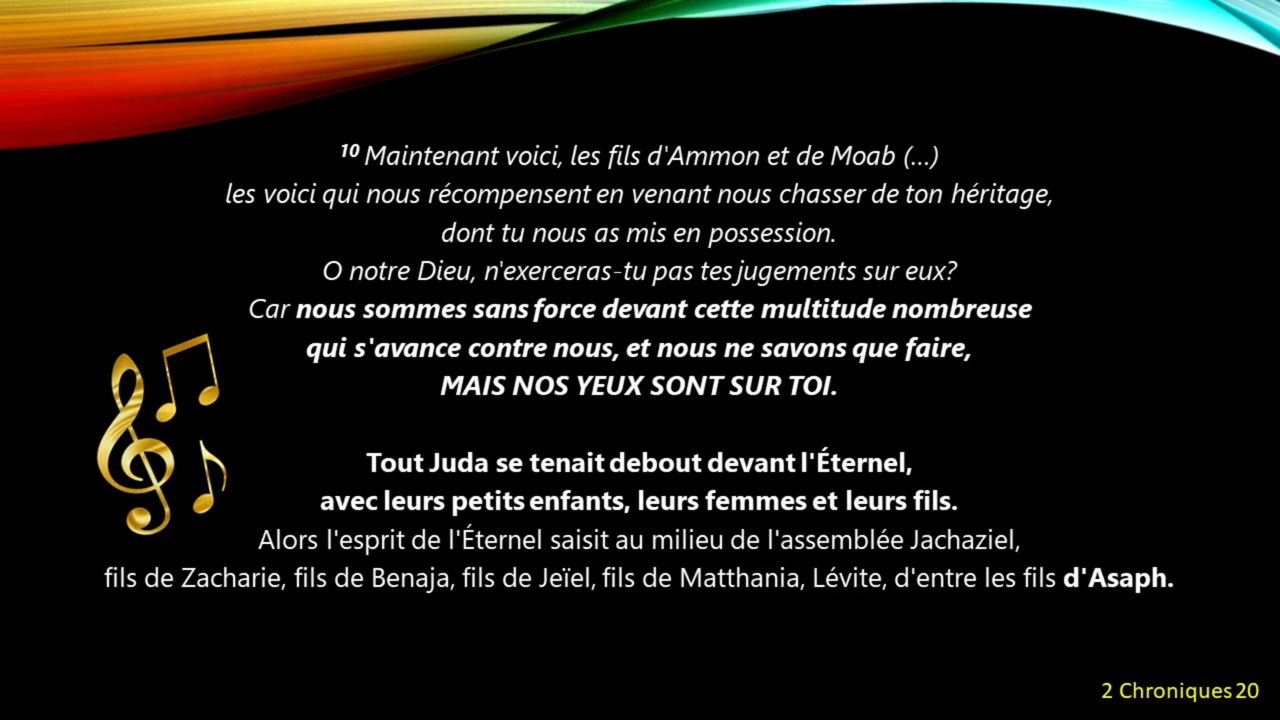 10 Maintenant voici, les fils d'Ammon et de Moab (...)
les voici qui nous récompensent en venant nous chasser de ton héritage,
dont tu nous as mis en possession.
O notre Dieu, n'exerceras-tu pas tes jugements sur eux?
Car nous sommes sans force devant cette multitude nombreuse
qui s'avance contre nous, et nous ne savons que faire,
MAIS NOS YEUX SONT SUR TOI.
Tout Juda se tenait debout devant l'Éternel,
avec leurs petits enfants, leurs femmes et leurs fils.
Alors l'esprit de l'Éternel saisit au milieu de l'assemblée Jachaziel,
fils de Zacharie, fils de Benaja, fils de Jeïel, fils de Matthania, Lévite, d'entre les fils d'Asaph.
2 Chroniques 20